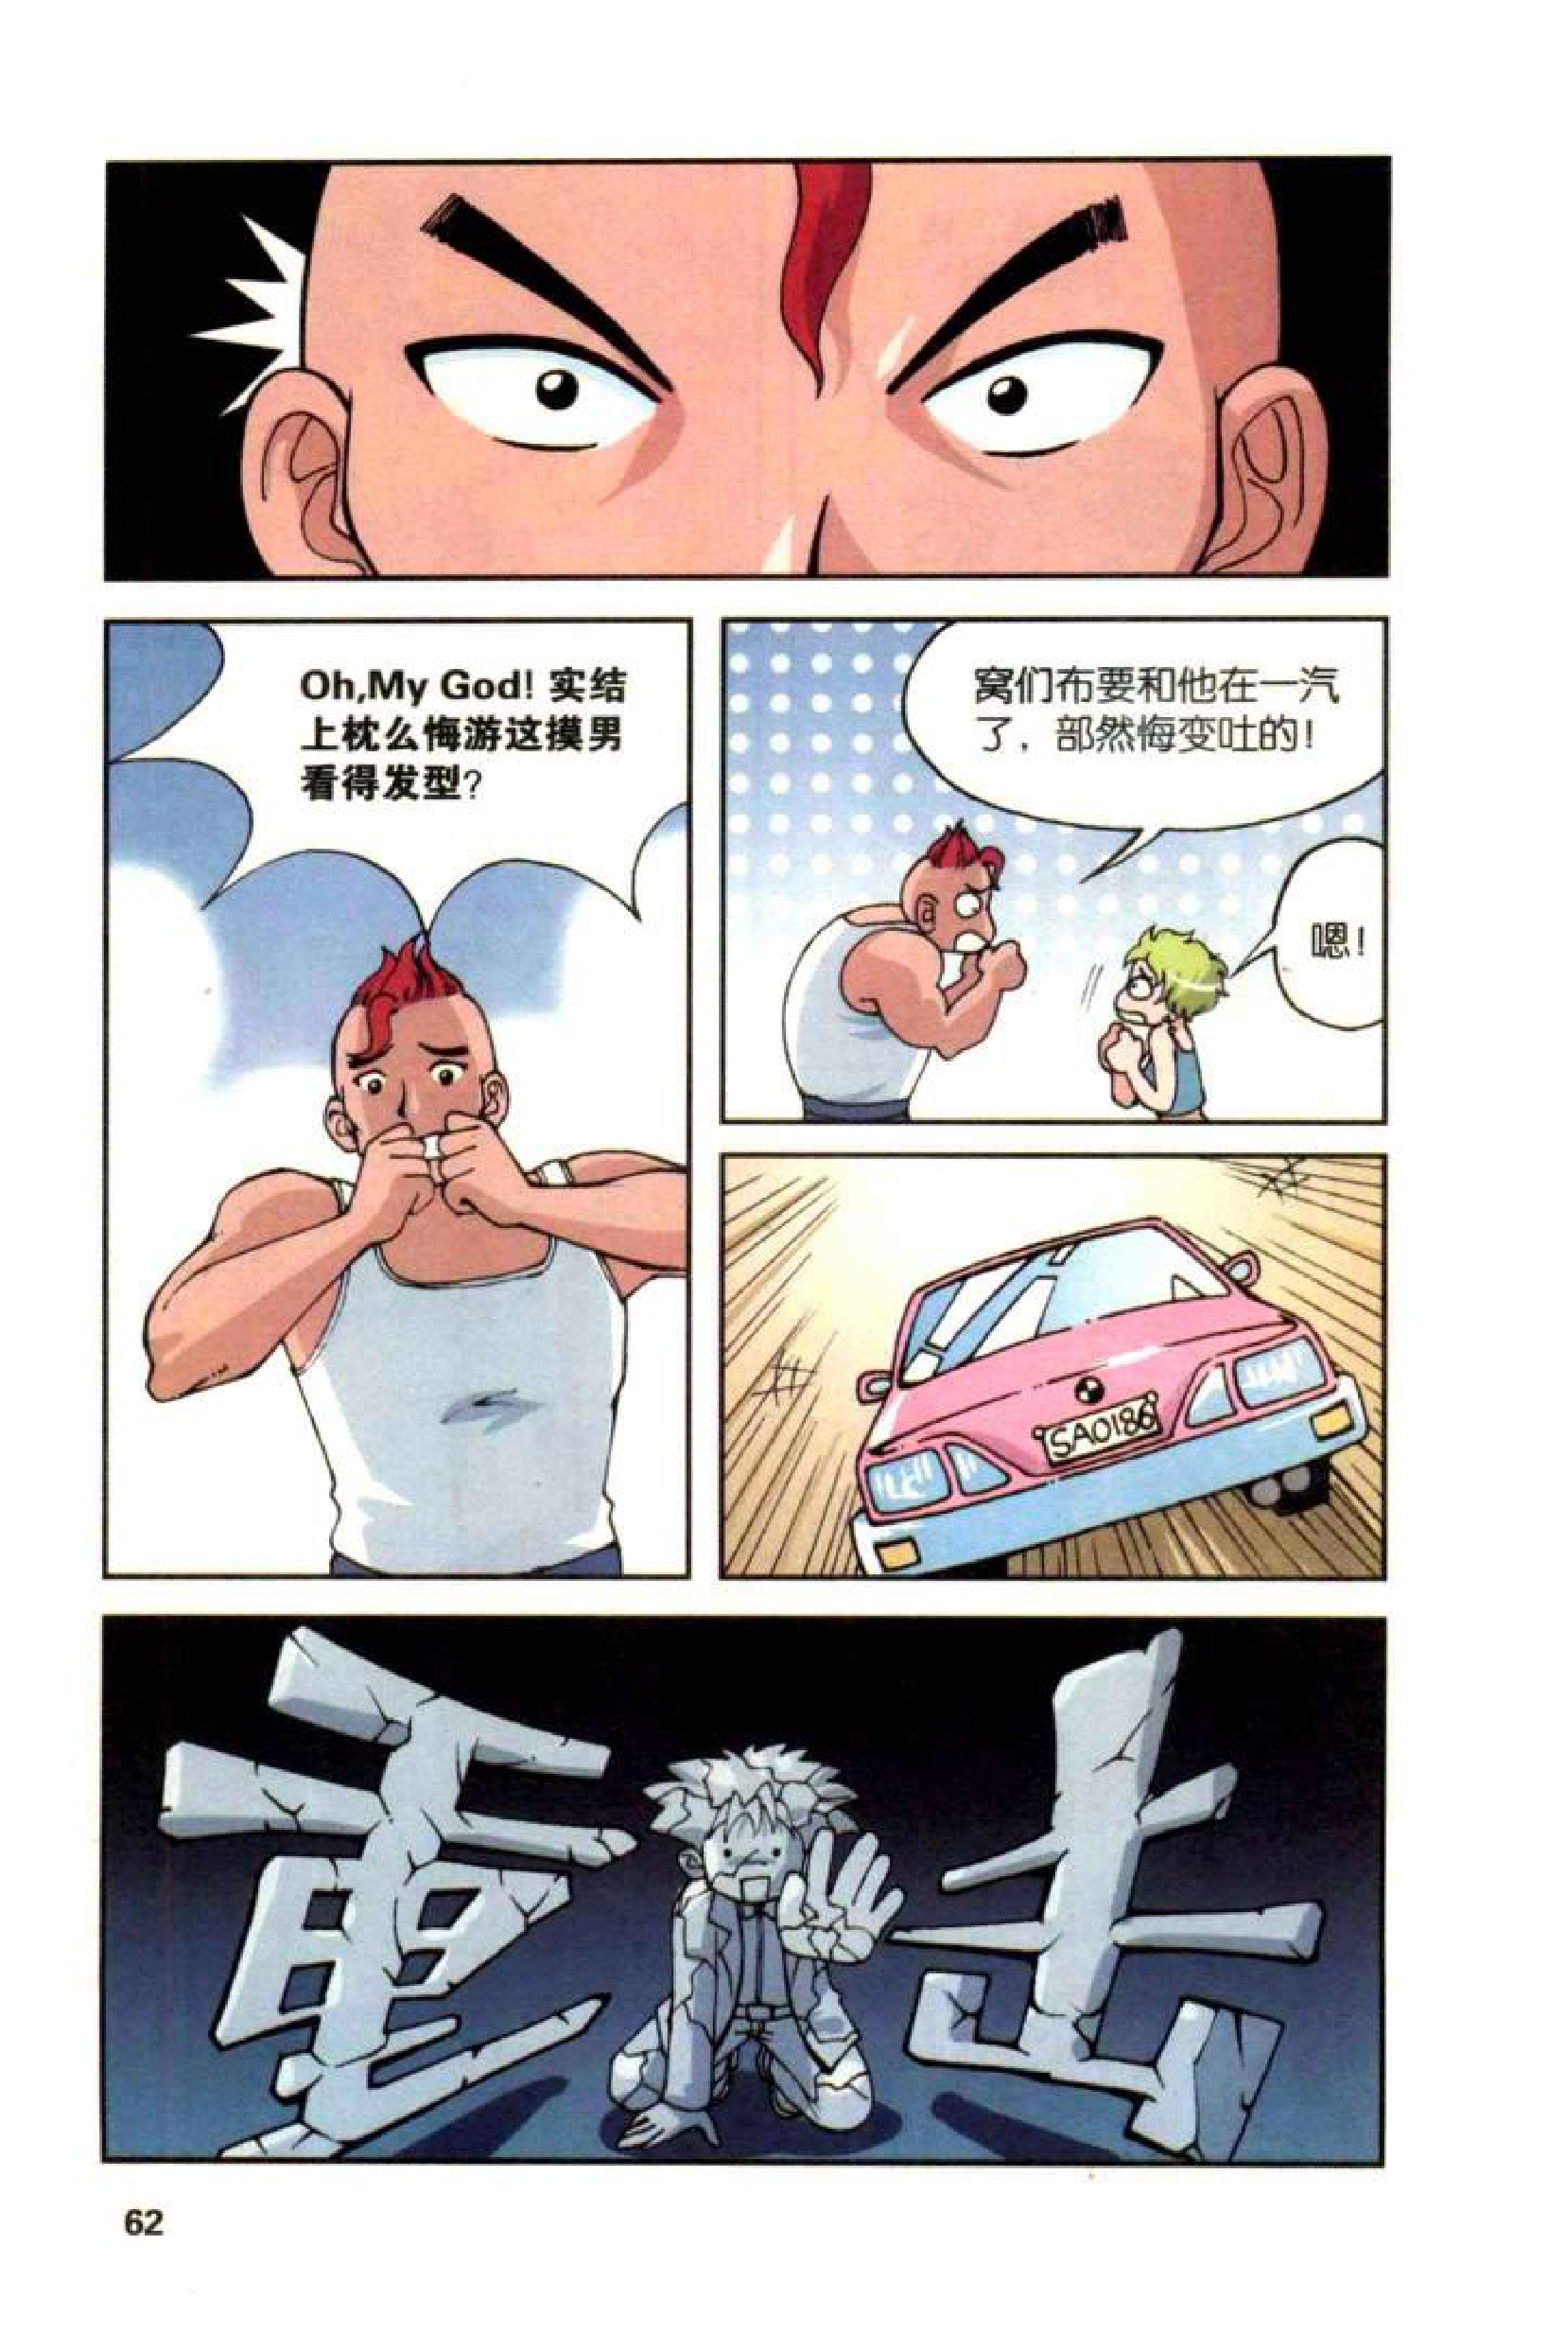 Oh,My God! 实结
上枕么悔游这摸男
看得发型?
窝们布要和他在一汽
了，部然悔变吐的!
嗯!
SA0186
重击
62